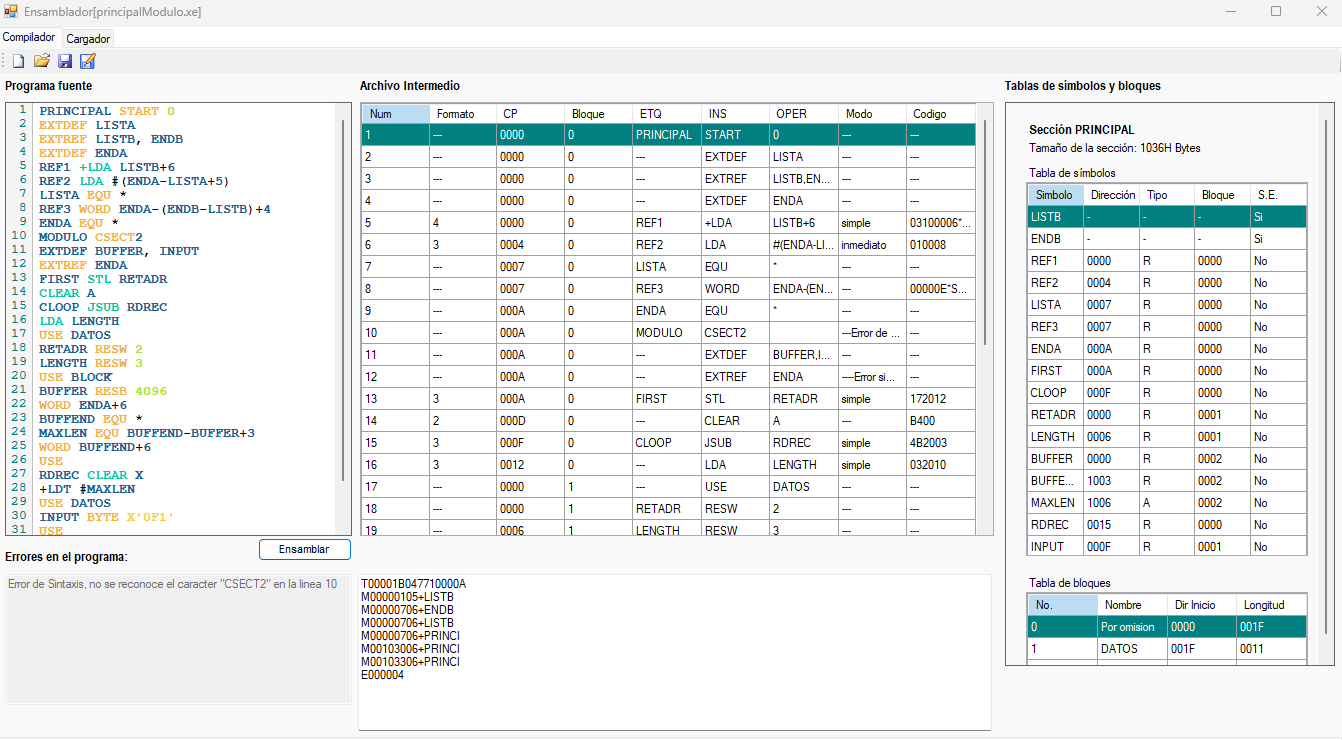 Ensamblador[principalModulo.xe]
Compilador Cargador
Programa fuente
1 PRINCIPAL START 0
2 EXTDEF LISTA
3 EXTREF LISTB, ENDB
4 EXTDEF ENDA
5 REF1 +LDA LISTB+6
6 REF2 LDA #(ENDA-LISTA+5)
7 LISTA EQU *
8 REF3 WORD ENDA-(ENDB-LISTB)+4
9 ENDA EQU *
10 MODULO CSECT2
11 EXTDEF BUFFER, INPUT
12 EXTREF ENDA
13 FIRST STL RETADR
14 CLEAR A
15 CLOOP JSUB RDREC
16 LDA LENGTH
17 USE DATOS
18 RETADR RESW 2
19 LENGTH RESW 3
20 USE BLOCK
21 BUFFER RESB 4096
22 WORD ENDA+6
23 BUFFEND EQU *
24 MAXLEN EQU BUFFEND-BUFFER+3
25 WORD BUFFEND+6
26 USE
27 RDREC CLEAR X
28 +LDT #MAXLEN
29 USE DATOS
30 INPUT BYTE X'0F1'
31 USE
Archivo Intermedio
Num Formato CP Bloque ETQ INS OPER Modo Codigo
1 --- 0000 0 PRINCIPAL START 0 --- ---
2 --- 0000 0 --- EXTDEF LISTA --- ---
3 --- 0000 0 --- EXTREF LISTB,EN... --- ---
4 --- 0000 0 --- EXTDEF ENDA --- ---
5 4 0000 0 REF1 +LDA LISTB+6 simple 03100006*...
6 3 0004 0 REF2 LDA #(ENDA-LI... inmediato 010008
7 --- 0007 0 LISTA EQU * --- ---
8 --- 0007 0 REF3 WORD ENDA-(EN... --- 00000E*S...
9 --- 000A 0 ENDA EQU * --- ---
10 --- 000A 0 MODULO CSECT2 ---Error de ... ---
11 --- 000A 0 --- EXTDEF BUFFER,I... --- ---
12 --- 000A 0 --- EXTREF ENDA ----Error si... ---
13 3 000A 0 FIRST STL RETADR simple 172012
14 2 000D 0 --- CLEAR A --- B400
15 3 000F 0 CLOOP JSUB RDREC simple 4B2003
16 3 0012 0 --- LDA LENGTH simple 032010
17 --- 0000 1 --- USE DATOS --- ---
18 --- 0000 1 RETADR RESW 2 --- ---
19 --- 0006 1 LENGTH RESW 3 --- ---
Tablas de símbolos y bloques
Sección PRINCIPAL
Tamaño de la sección: 1036H Bytes
Tabla de símbolos
Simbolo Dirección Tipo Bloque S.E.
LISTB - - - Si
ENDB - - - Si
REF1 0000 R 0000 No
REF2 0004 R 0000 No
LISTA 0007 R 0000 No
REF3 0007 R 0000 No
ENDA 000A R 0000 No
FIRST 000A R 0000 No
CLOOP 000F R 0000 No
RETADR 0000 R 0001 No
LENGTH 0006 R 0001 No
BUFFER 0000 R 0002 No
BUFFE... 1003 R 0002 No
MAXLEN 1006 A 0002 No
RDREC 0015 R 0000 No
INPUT 000F R 0001 No
Tabla de bloques
No. Nombre Dir Inicio Longitud
0 Por omision 0000 001F
1 DATOS 001F 0011
Errores en el programa:
Ensamblar
Error de Sintaxis, no se reconoce el caracter "CSECT2" en la linea 10
T00001B047710000A
M00000105+LISTB
M00000706+ENDB
M00000706+LISTB
M00000706+PRINCI
M00103006+PRINCI
M00103306+PRINCI
E000004